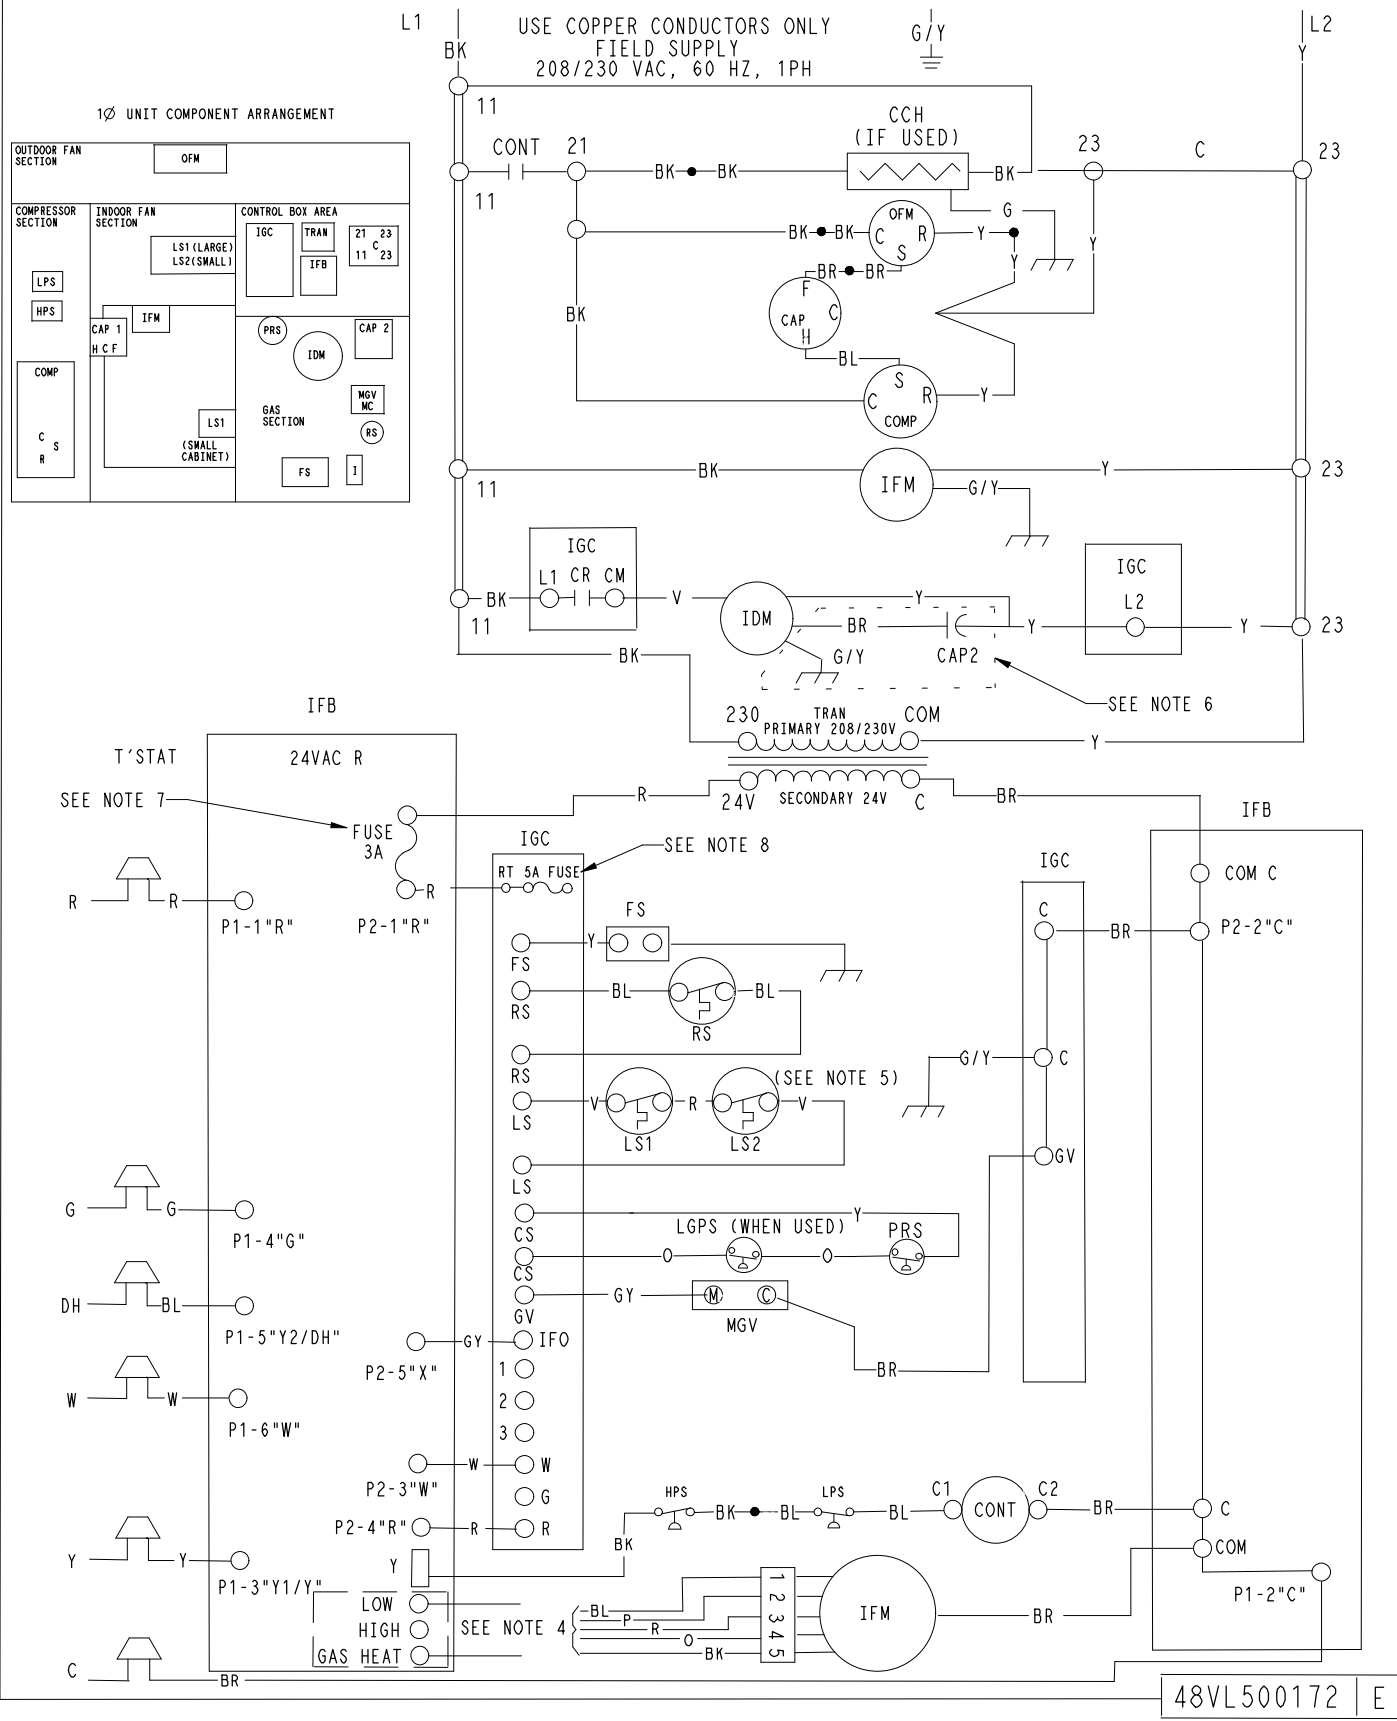 L1
USE COPPER CONDUCTORS ONLY
FIELD SUPPLY
208/230 VAC, 60 HZ, 1PH
G/Y
L2
BK
Y
11
1Ø UNIT COMPONENT ARRANGEMENT
OUTDOOR FAN
SECTION
OFM
COMPRESSOR
SECTION
INDOOR FAN
SECTION
CONTROL BOX AREA
IGC
TRAN
21 23
C
11 23
LS1(LARGE)
LS2(SMALL)
IFB
LPS
HPS
IFM
CAP 1
H C F
PRS
CAP 2
IDM
COMP
MGV
MC
GAS
SECTION
LS1
RS
C
S
R
(SMALL
CABINET)
FS
I
CONT
21
CCH
(IF USED)
23
C
23
BK
BK
BK
11
G
OFM
BK
BK
C
R
S
Y
Y
Y
BR
BR
F
C
CAP
H
BK
BL
S
C
R
COMP
Y
BK
IFM
Y
23
11
G/Y
IGC
L1 CR CM
BK
V
IDM
Y
BR
CAP2
Y
G/Y
IGC
L2
Y
23
11
BK
SEE NOTE 6
IFB
230
TRAN
COM
PRIMARY 208/230V
Y
T'STAT
24VAC R
SEE NOTE 7
R
24V
SECONDARY 24V
C
BR
IFB
FUSE
3A
IGC
SEE NOTE 8
RT 5A FUSE
IGC
COM C
R
R
P1-1"R"
R
P2-1"R"
FS
Y
FS
C
BR
P2-2"C"
BL
BL
RS
RS
RS
G/Y
C
(SEE NOTE 5)
V
R
V
LS
LS1
LS2
GV
LS
G
G
P1-4"G"
Y
CS
LGPS (WHEN USED)
PRS
O
O
CS
GY
M
C
GV
MGV
DH
BL
P1-5"Y2/DH"
GY
IFO
P2-5"X"
BR
1
2
3
W
W
P1-6"W"
W
W
P2-3"W"
G
P2-4"R"
R
R
HPS
LPS
C1
C2
BK
BL
BL
CONT
BR
C
BK
COM
Y
Y
P1-3"Y1/Y"
Y
P1-2"C"
LOW
HIGH
GAS HEAT
SEE NOTE 4
BL
P
R
O
BK
1
2
3
4
5
IFM
BR
C
BR
48VL500172
E